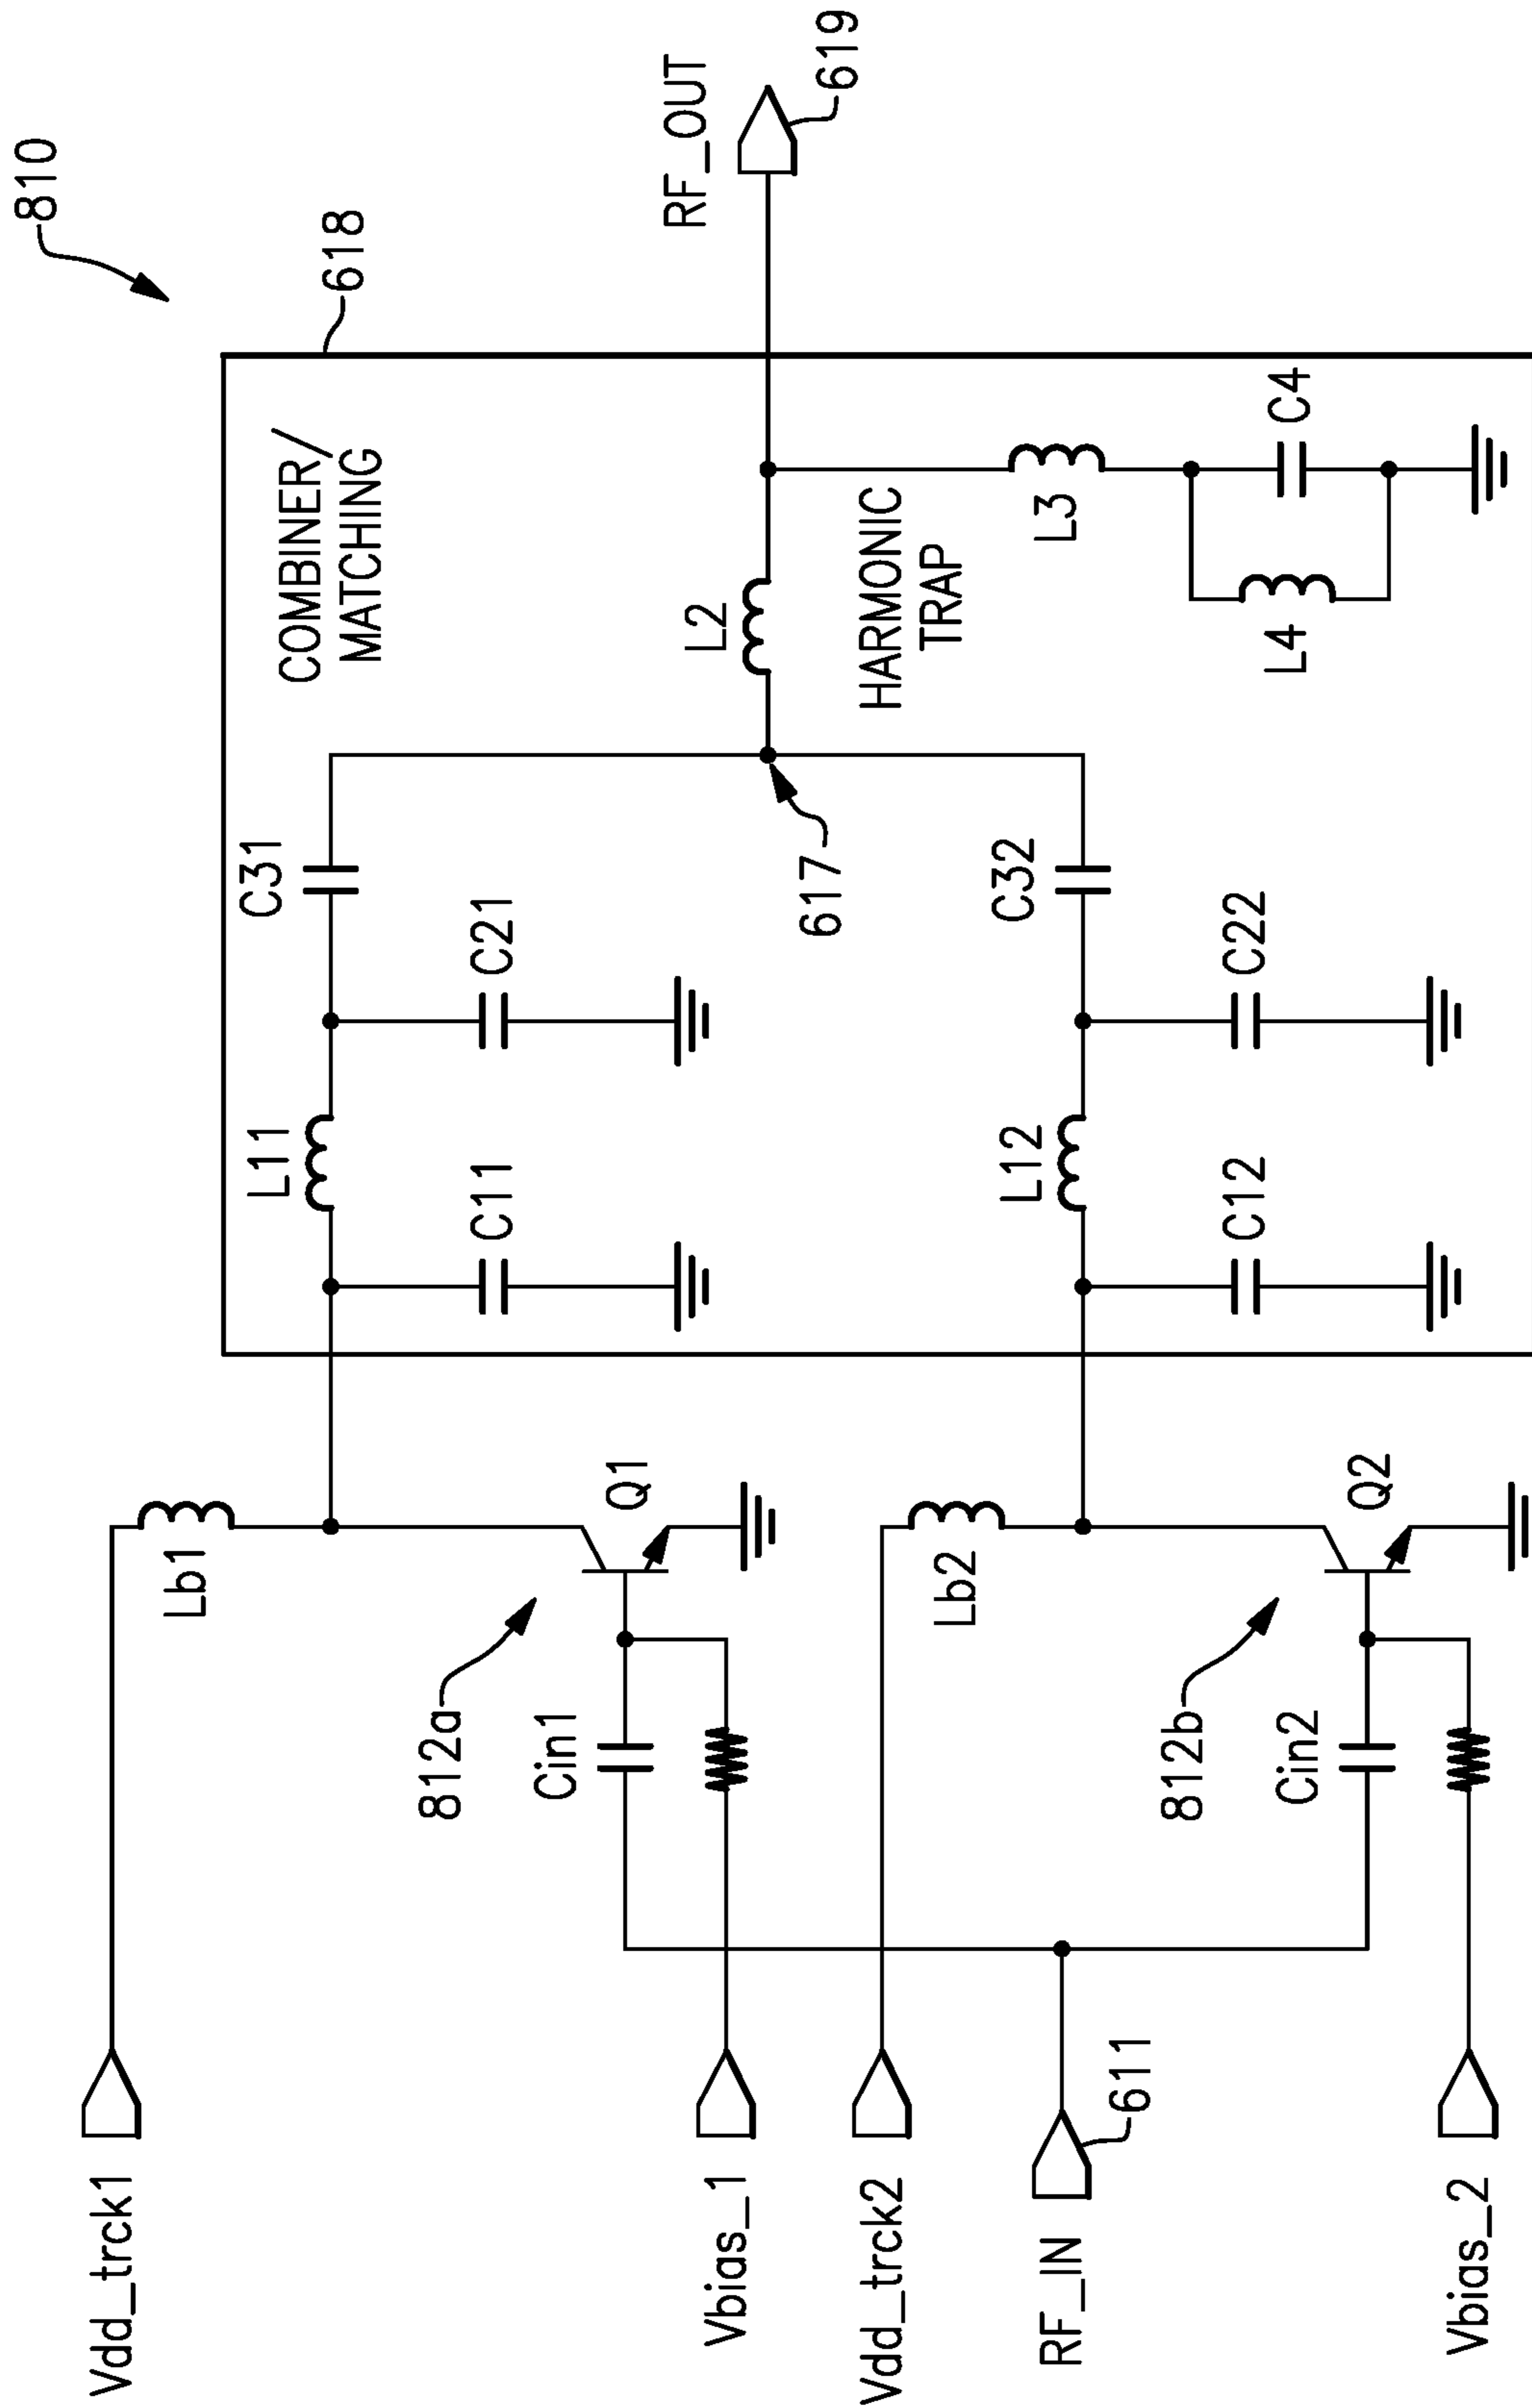 810
Vdd_trck1
Lb1
618
COMBINER/
MATCHING
L11
C31
C11
C21
812a
Q1
Cin1
Vbias_1
617
L2
RF_OUT
619
HARMONIC
TRAP
Vdd_trck2
Lb2
L12
C32
L3
RF_IN
611
C12
C22
L4
C4
812b
Q2
Cin2
Vbias_2